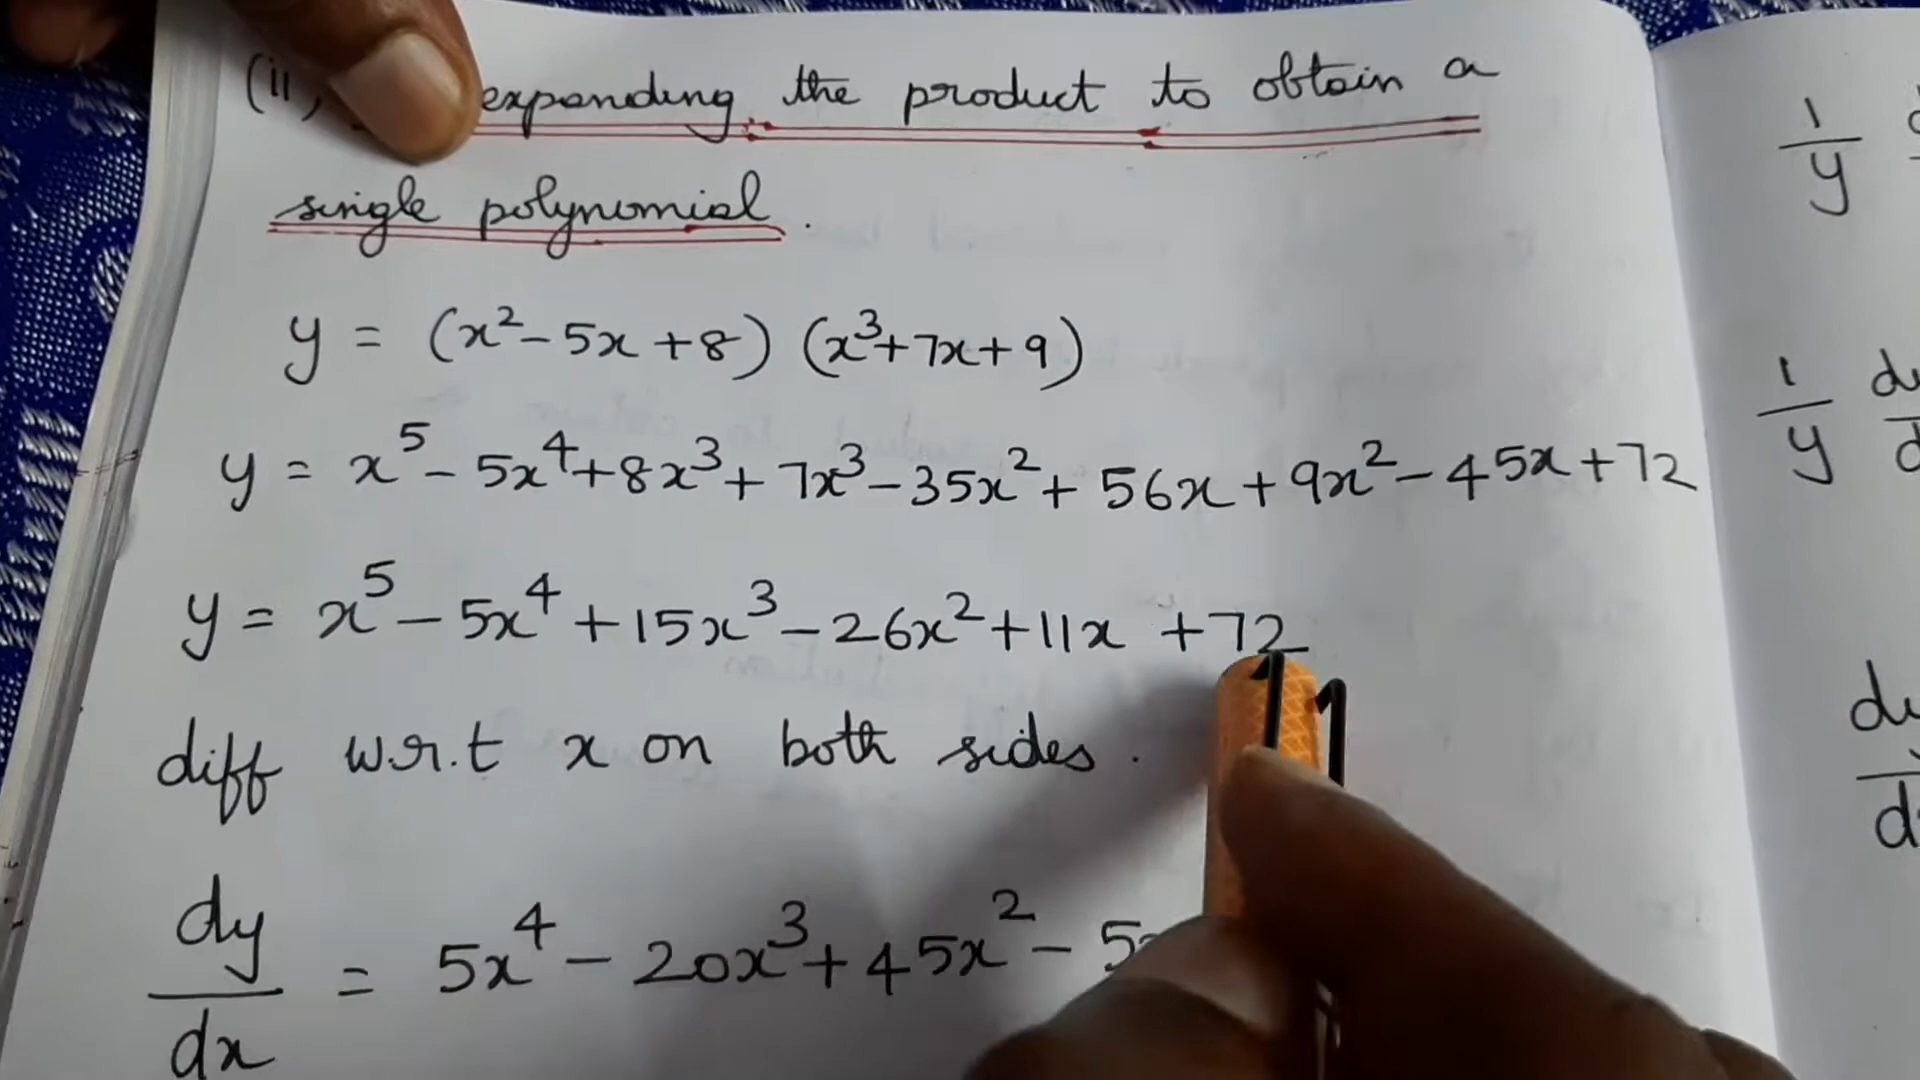 (ii) expanding the product to obtain a
single polynomial.
y = (x² - 5x + 8) (x³ + 7x + 9)
y = x⁵ - 5x⁴ + 8x³ + 7x³ - 35x² + 56x + 9x² - 45x + 72
y = x⁵ - 5x⁴ + 15x³ - 26x² + 11x + 72
diff w.r.t x on both sides.
dy/dx = 5x⁴ - 20x³ + 45x² - 5
1/y
1/y